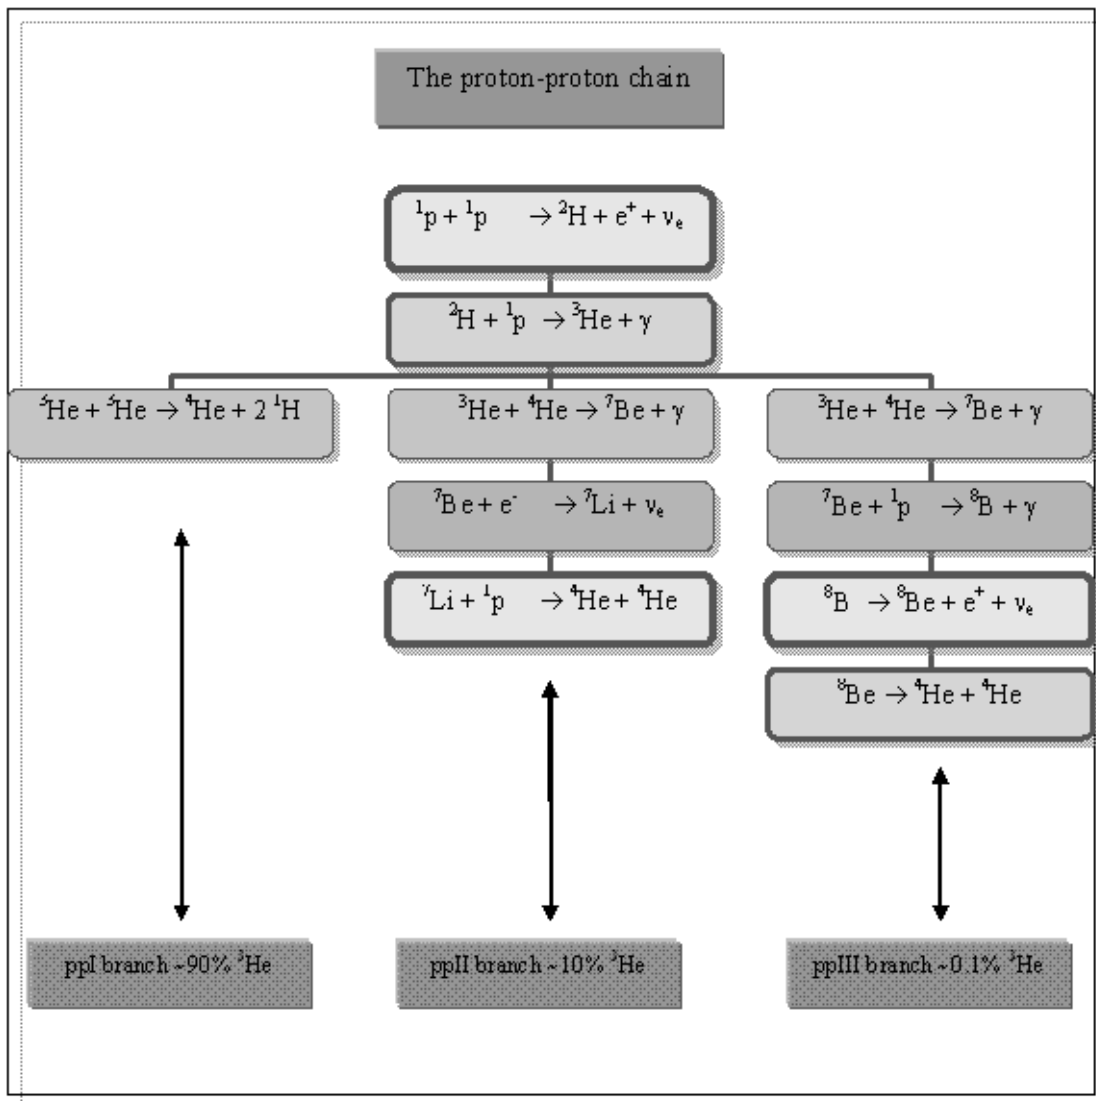 The proton-proton chain
¹p + ¹p → ²H + e⁺ + νₑ
²H + ¹p → ³He + γ
³He + ³He → ⁴He + 2 ¹H
³He + ⁴He → ⁷Be + γ
³He + ⁴He → ⁷Be + γ
⁷Be + e⁻ → ⁷Li + νₑ
⁷Be + ¹p → ⁸B + γ
⁷Li + ¹p → ⁴He + ⁴He
⁸B → ⁸Be + e⁺ + νₑ
⁸Be → ⁴He + ⁴He
ppI branch ~90% ³He
ppII branch ~10% ³He
ppIII branch ~0.1% ³He